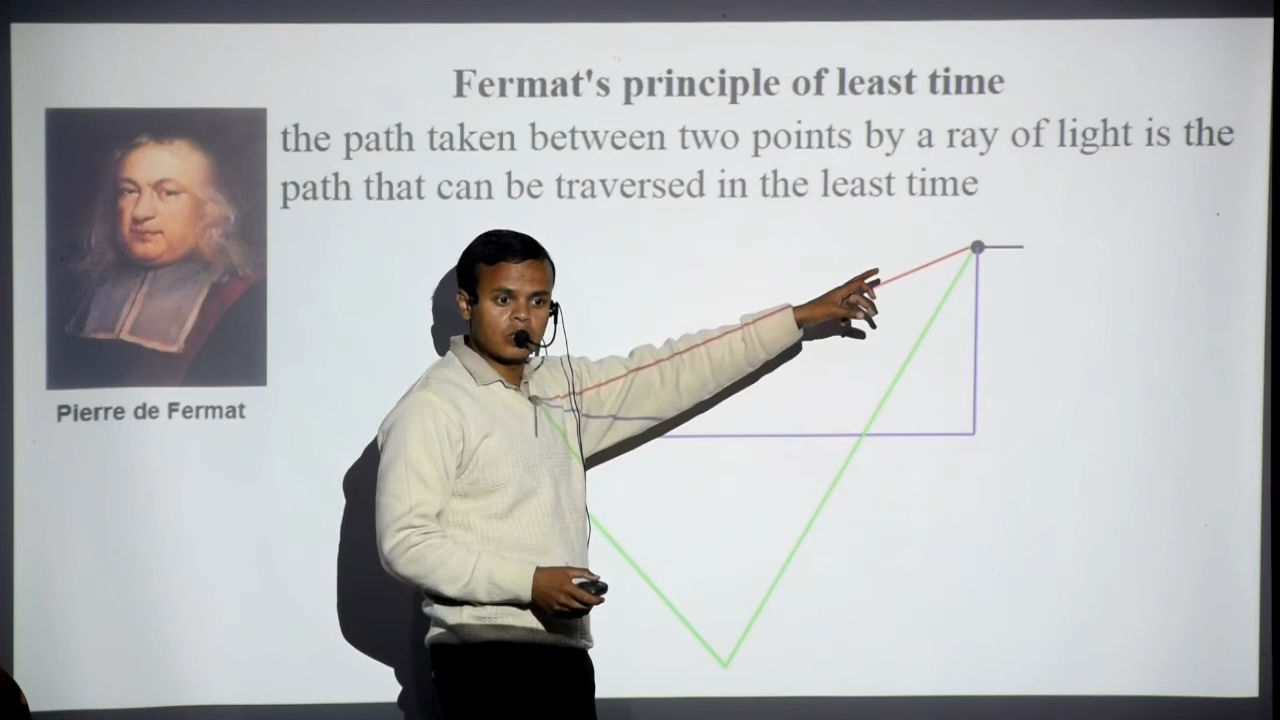 Fermat's principle of least time
the path taken between two points by a ray of light is the
path that can be traversed in the least time
Pierre de Fermat